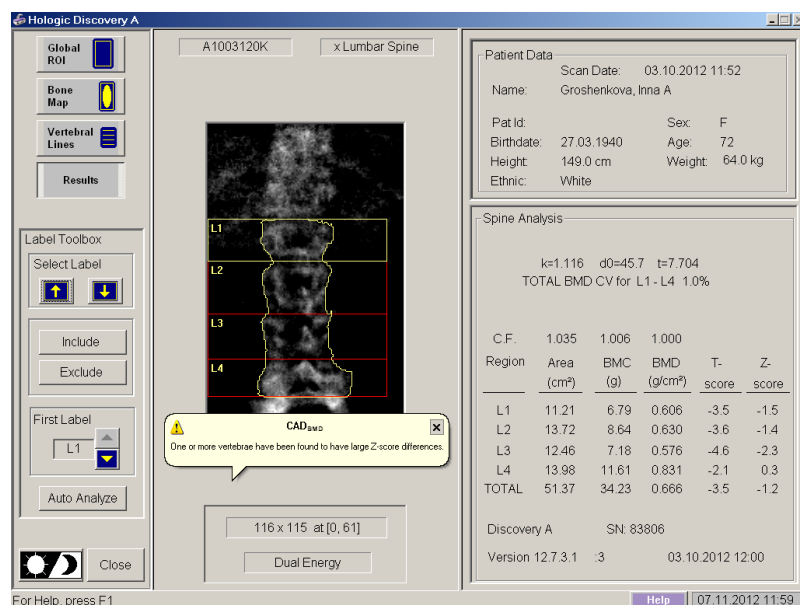 Hologic Discovery A
Global ROI
Bone Map
Vertebral Lines
Results
Label Toolbox
Select Label
Include
Exclude
First Label
L1
Auto Analyze
Close
A1003120K x Lumbar Spine
L1
L2
L3
L4
CAD BMD
One or more vertebrae have been found to have large Z-score differences.
116 x 115 at [0, 61]
Dual Energy
Patient Data
Scan Date: 03.10.2012 11:52
Name: Groshenkova, Inna A
Pat Id: Sex: F
Birthdate: 27.03.1940 Age: 72
Height: 149.0 cm Weight: 64.0 kg
Ethnic: White
Spine Analysis
k=1.116 d0=45.7 t=7.704
TOTAL BMD CV for L1 - L4 1.0%
C.F. 1.035 1.006 1.000
Region Area BMC BMD T- Z-
(cm²) (g) (g/cm²) score score
L1 11.21 6.79 0.606 -3.5 -1.5
L2 13.72 8.64 0.630 -3.6 -1.4
L3 12.46 7.18 0.576 -4.6 -2.3
L4 13.98 11.61 0.831 -2.1 0.3
TOTAL 51.37 34.23 0.666 -3.5 -1.2
Discovery A SN: 83806
Version 12.7.3.1 :3 03.10.2012 12:00
For Help, press F1 Help 07.11.2012 11:59